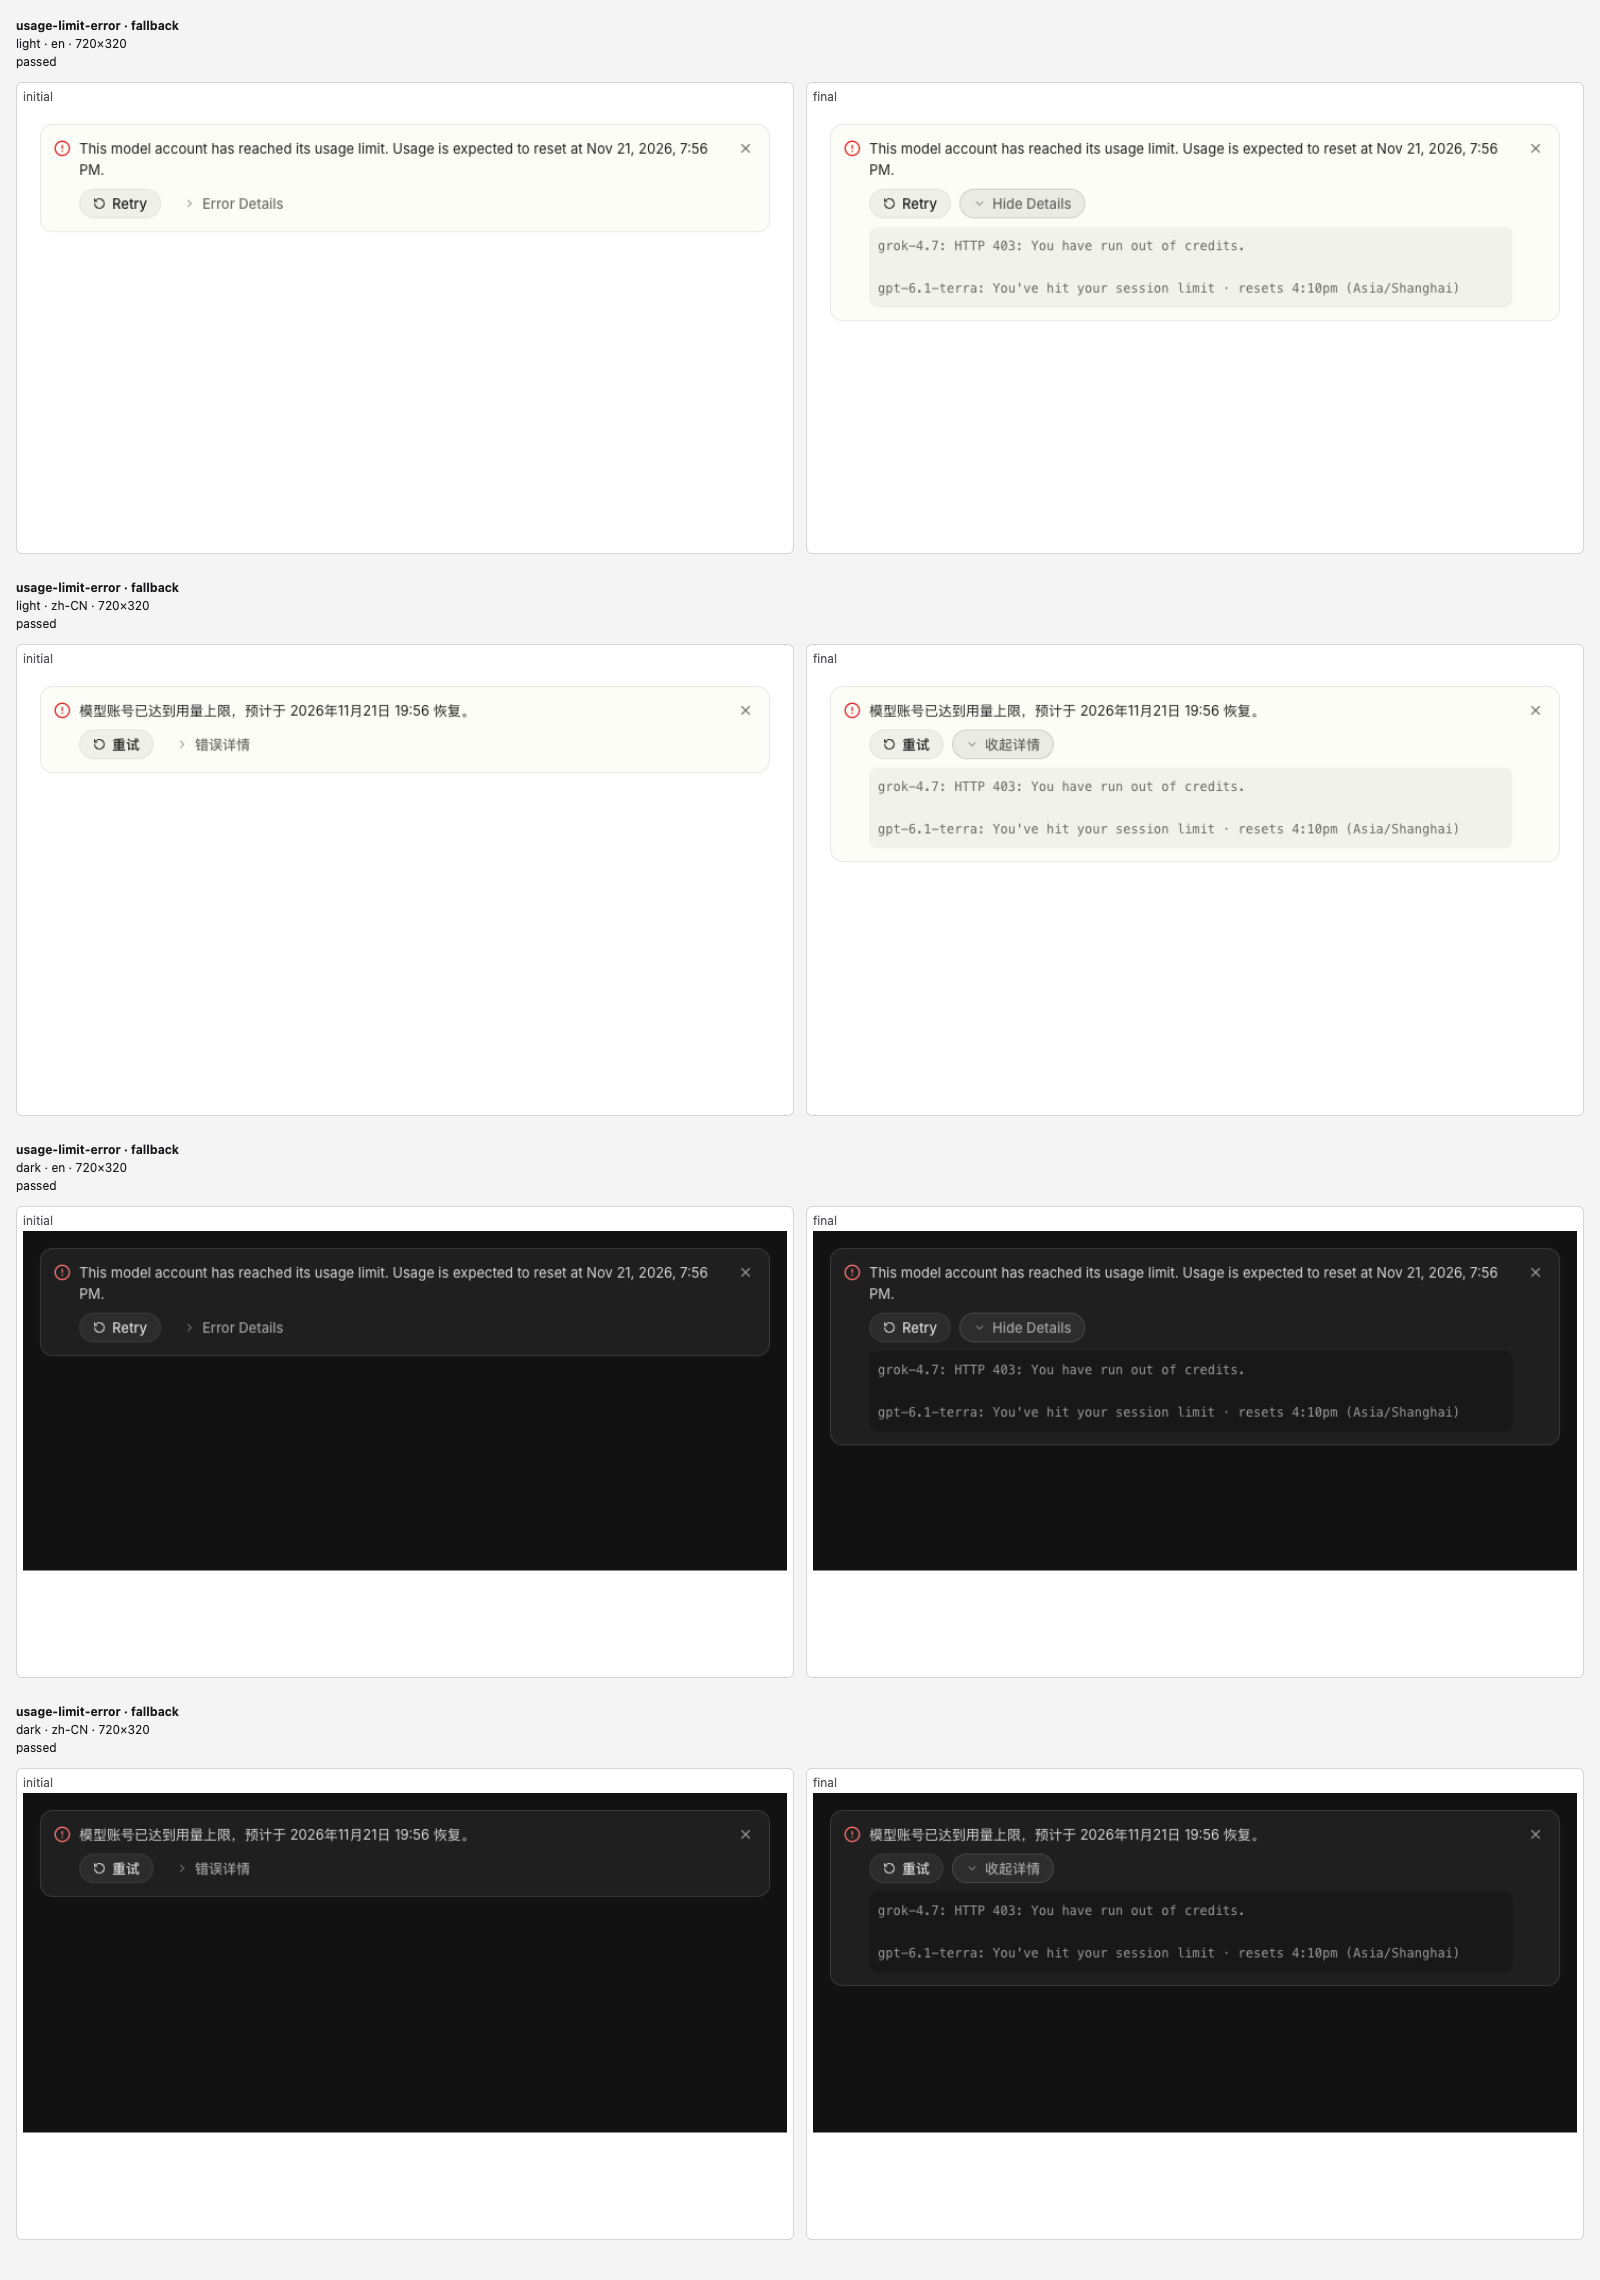 usage-limit-error · fallback
light · en · 720×320
passed
initial
This model account has reached its usage limit. Usage is expected to reset at Nov 21, 2026, 7:56
PM.
Retry
Error Details
final
This model account has reached its usage limit. Usage is expected to reset at Nov 21, 2026, 7:56
PM.
Retry
Hide Details
grok-4.7: HTTP 403: You have run out of credits.
gpt-6.1-terra: You've hit your session limit · resets 4:10pm (Asia/Shanghai)
usage-limit-error · fallback
light · zh-CN · 720×320
passed
initial
模型账号已达到用量上限，预计于 2026年11月21日 19:56 恢复。
重试
错误详情
final
模型账号已达到用量上限，预计于 2026年11月21日 19:56 恢复。
重试
收起详情
grok-4.7: HTTP 403: You have run out of credits.
gpt-6.1-terra: You've hit your session limit · resets 4:10pm (Asia/Shanghai)
usage-limit-error · fallback
dark · en · 720×320
passed
initial
This model account has reached its usage limit. Usage is expected to reset at Nov 21, 2026, 7:56
PM.
Retry
Error Details
final
This model account has reached its usage limit. Usage is expected to reset at Nov 21, 2026, 7:56
PM.
Retry
Hide Details
grok-4.7: HTTP 403: You have run out of credits.
gpt-6.1-terra: You've hit your session limit · resets 4:10pm (Asia/Shanghai)
usage-limit-error · fallback
dark · zh-CN · 720×320
passed
initial
模型账号已达到用量上限，预计于 2026年11月21日 19:56 恢复。
重试
错误详情
final
模型账号已达到用量上限，预计于 2026年11月21日 19:56 恢复。
重试
收起详情
grok-4.7: HTTP 403: You have run out of credits.
gpt-6.1-terra: You've hit your session limit · resets 4:10pm (Asia/Shanghai)